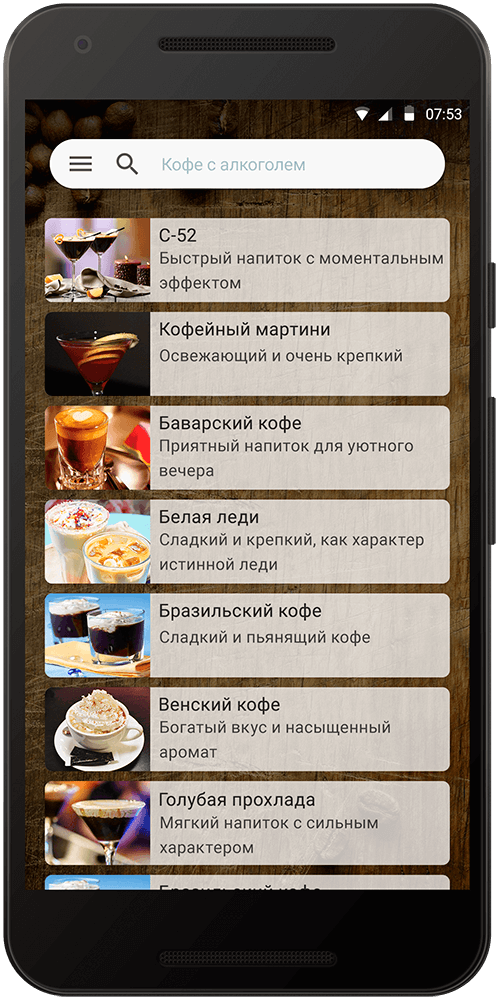 07:53
Кофе с алкоголем
С-52
Быстрый напиток с моментальным
эффектом
Кофейный мартини
Освежающий и очень крепкий
Баварский кофе
Приятный напиток для уютного
вечера
Белая леди
Сладкий и крепкий, как характер
истинной леди
Бразильский кофе
Сладкий и пьянящий кофе
Венский кофе
Богатый вкус и насыщенный
аромат
Голубая прохлада
Мягкий напиток с сильным
характером
Бразильский кофе